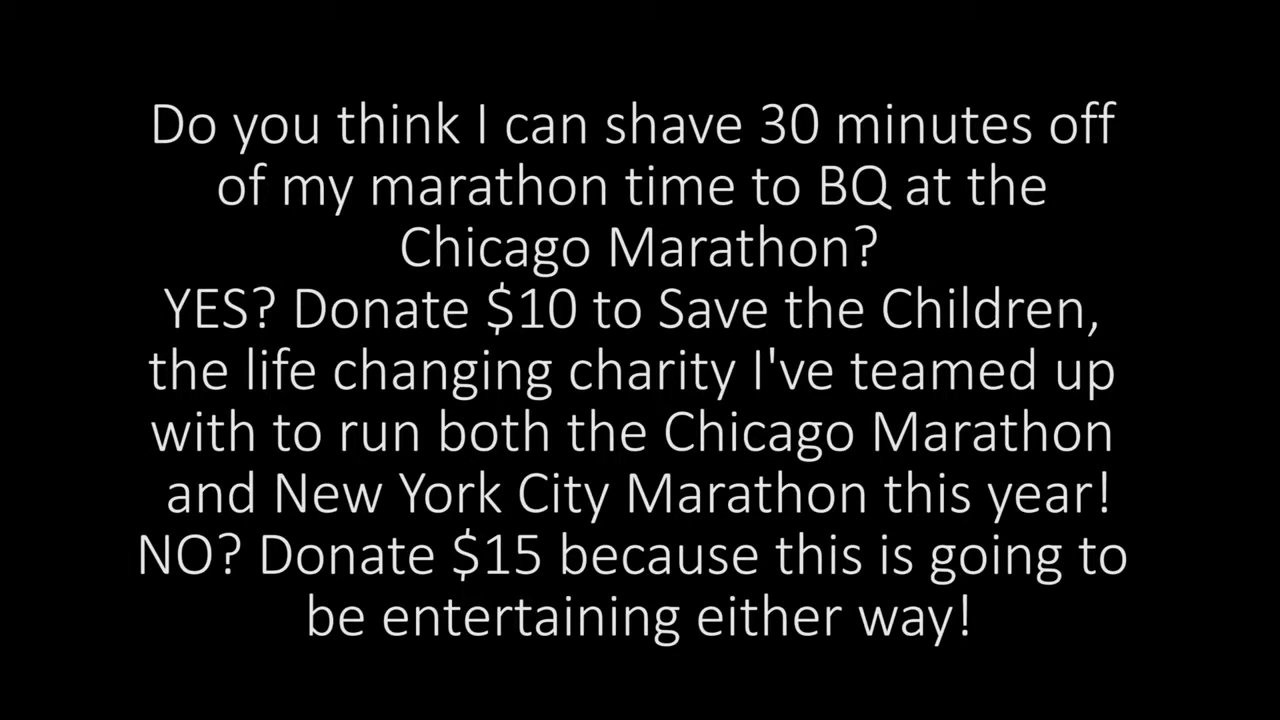 Do you think I can shave 30 minutes off
of my marathon time to BQ at the
Chicago Marathon?
YES? Donate $10 to Save the Children,
the life changing charity I've teamed up
with to run both the Chicago Marathon
and New York City Marathon this year!
NO? Donate $15 because this is going to
be entertaining either way!